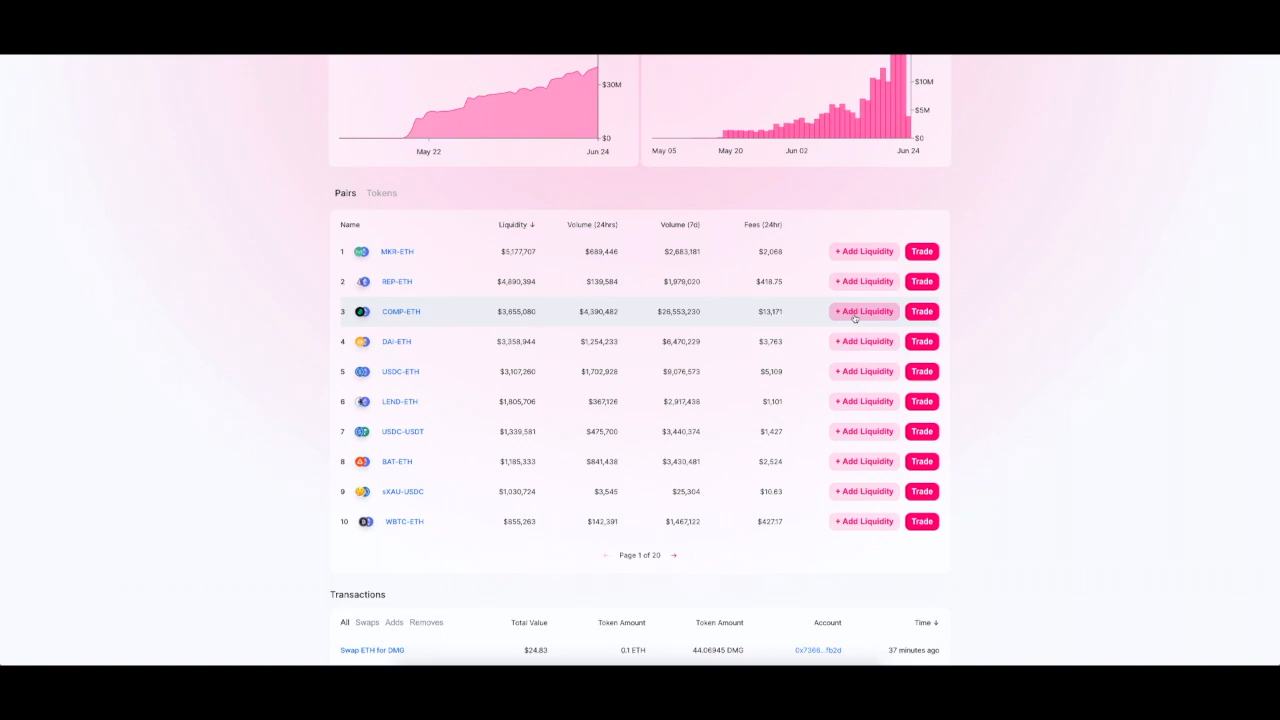 $30M
$0
May 22 Jun 24
$10M
$5M
$0
May 05 May 20 Jun 02 Jun 24
Pairs Tokens
Name Liquidity ↓ Volume (24hrs) Volume (7d) Fees (24hr)
1 MKR-ETH $5,177,707 $689,446 $2,683,181 $2,068 + Add Liquidity Trade
2 REP-ETH $4,690,394 $139,584 $1,979,020 $418.75 + Add Liquidity Trade
3 COMP-ETH $3,655,080 $4,390,482 $26,553,230 $13,171 + Add Liquidity Trade
4 DAI-ETH $3,358,944 $1,254,233 $6,470,229 $3,763 + Add Liquidity Trade
5 USDC-ETH $3,107,260 $1,702,928 $9,076,573 $5,109 + Add Liquidity Trade
6 LEND-ETH $1,805,706 $367,126 $2,917,438 $1,101 + Add Liquidity Trade
7 USDC-USDT $1,339,581 $475,700 $3,440,374 $1,427 + Add Liquidity Trade
8 BAT-ETH $1,185,333 $841,438 $3,430,481 $2,524 + Add Liquidity Trade
9 sXAU-USDC $1,030,724 $3,545 $25,304 $10.63 + Add Liquidity Trade
10 WBTC-ETH $855,263 $142,391 $1,467,122 $427.17 + Add Liquidity Trade
← Page 1 of 20 →
Transactions
All Swaps Adds Removes Total Value Token Amount Token Amount Account Time ↓
Swap ETH for DMG $24.83 0.1 ETH 44.06945 DMG 0x7366...fb2d 37 minutes ago